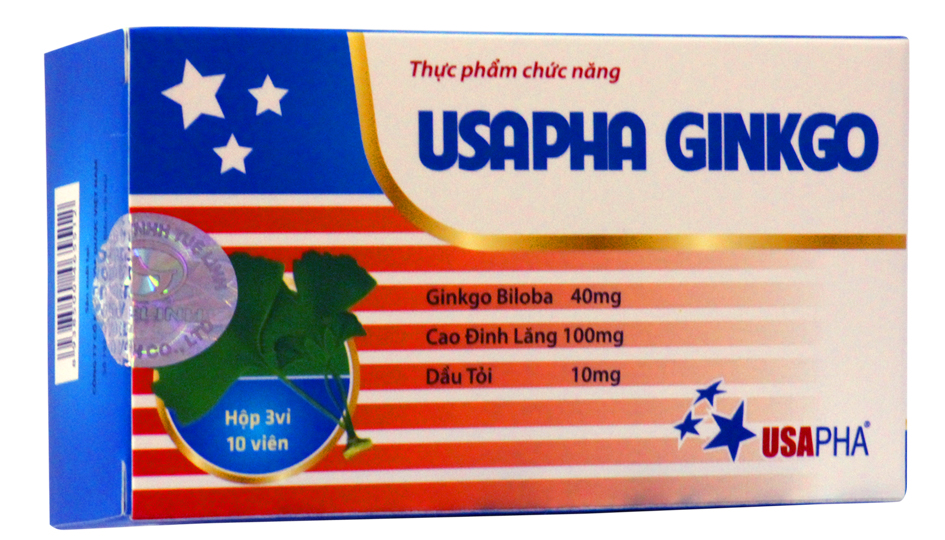 Thực phẩm chức năng
USAPHA GINKGO
Ginkgo Biloba 40mg
Cao Đinh Lăng 100mg
Dầu Tỏi 10mg
Hộp 3vỉ
10 viên
USAPHA®